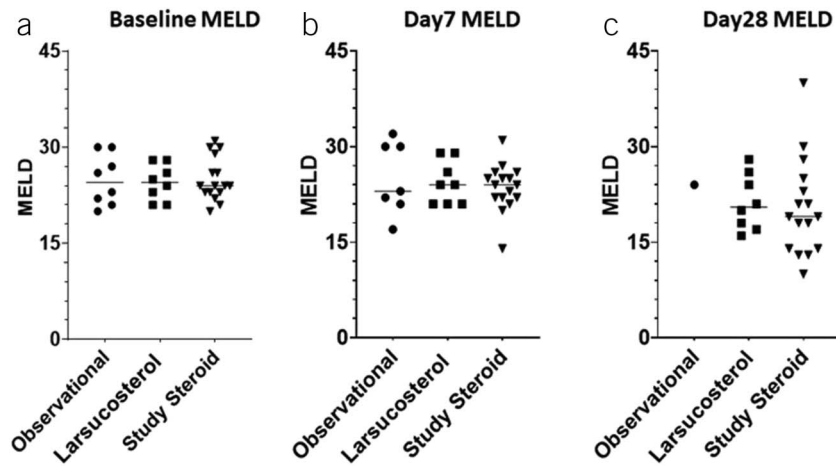 a
Baseline MELD
45
30
15
0
MELD
Observational
Larsucosterol
Study Steroid
b
Day7 MELD
45
30
15
0
MELD
Observational
Larsucosterol
Study Steroid
c
Day28 MELD
45
30
15
0
MELD
Observational
Larsucosterol
Study Steroid